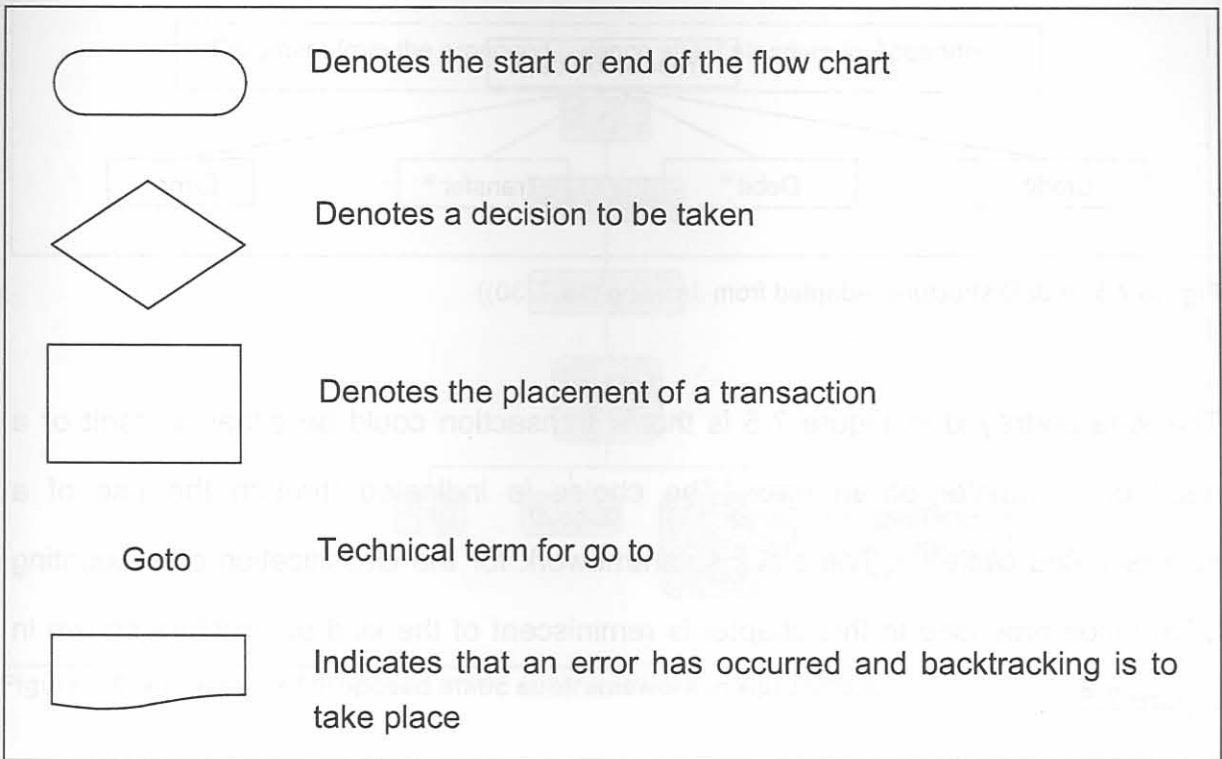 Denotes the start or end of the flow chart
Denotes a decision to be taken
Denotes the placement of a transaction
Goto
Technical term for go to
Indicates that an error has occurred and backtracking is to
take place